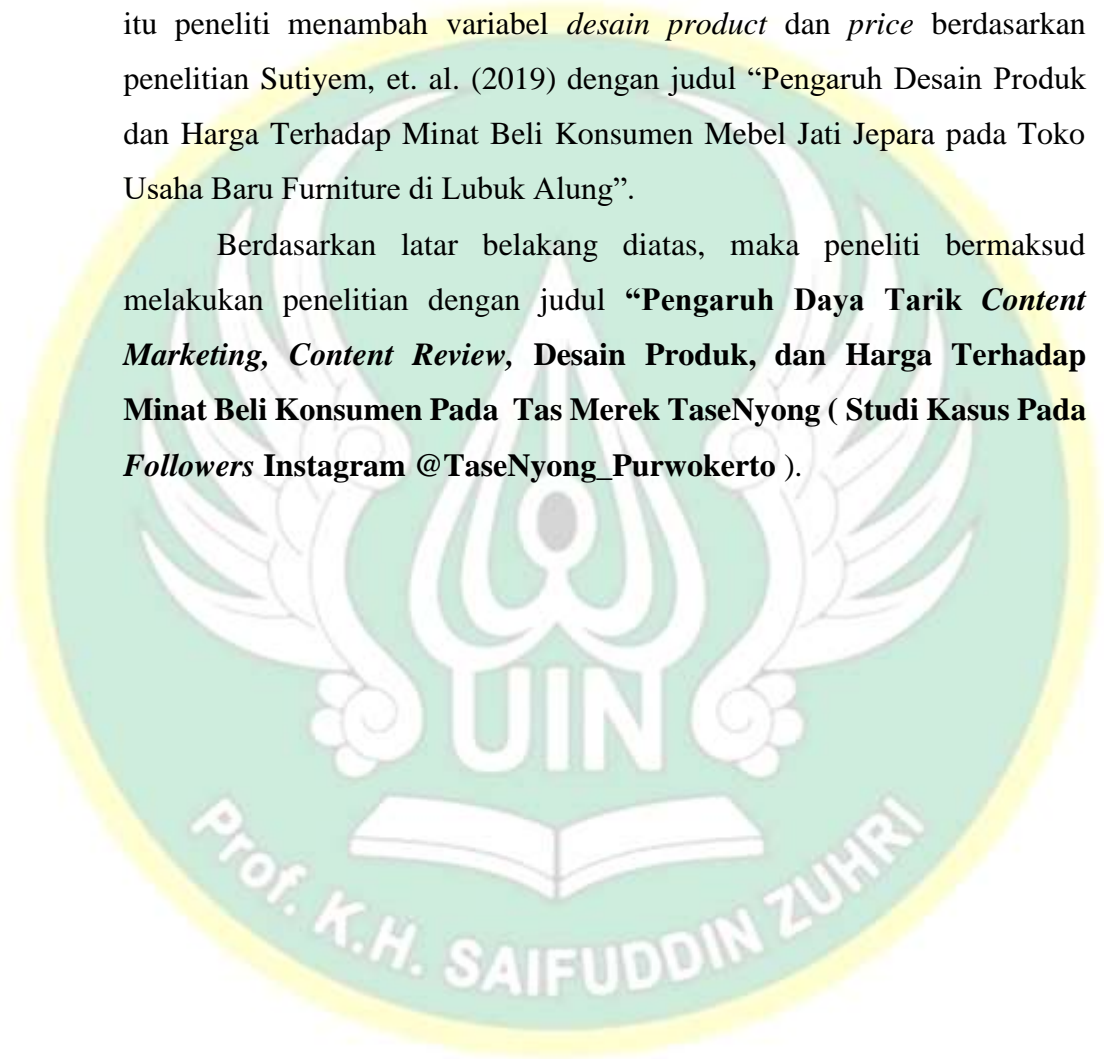 itu peneliti menambah variabel desain product dan price berdasarkan
penelitian Sutiyem, et. al. (2019) dengan judul “Pengaruh Desain Produk
dan Harga Terhadap Minat Beli Konsumen Mebel Jati Jepara pada Toko
Usaha Baru Furniture di Lubuk Alung”.
Berdasarkan latar belakang diatas, maka peneliti bermaksud
melakukan penelitian dengan judul “Pengaruh Daya Tarik Content
Marketing, Content Review, Desain Produk, dan Harga Terhadap
Minat Beli Konsumen Pada Tas Merek TaseNyong ( Studi Kasus Pada
Followers Instagram @TaseNyong_Purwokerto ).
UIN
Prof. K.H. SAIFUDDIN ZUHRI